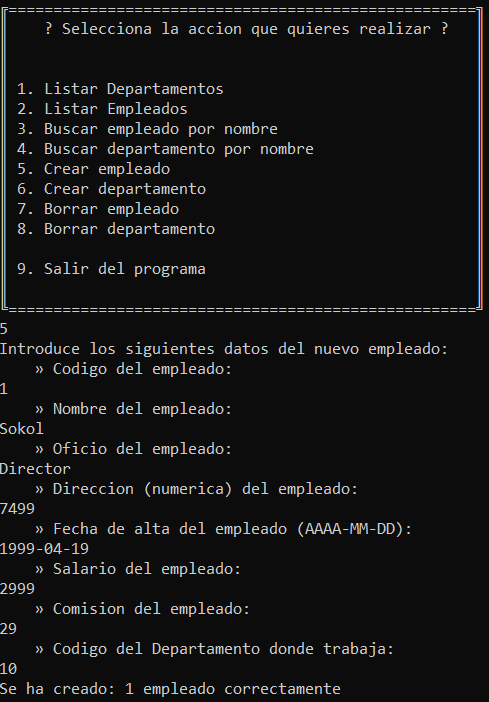 ? Selecciona la accion que quieres realizar ?
1. Listar Departamentos
2. Listar Empleados
3. Buscar empleado por nombre
4. Buscar departamento por nombre
5. Crear empleado
6. Crear departamento
7. Borrar empleado
8. Borrar departamento
9. Salir del programa
5
Introduce los siguientes datos del nuevo empleado:
» Codigo del empleado:
1
» Nombre del empleado:
Sokol
» Oficio del empleado:
Director
» Direccion (numerica) del empleado:
7499
» Fecha de alta del empleado (AAAA-MM-DD):
1999-04-19
» Salario del empleado:
2999
» Comision del empleado:
29
» Codigo del Departamento donde trabaja:
10
Se ha creado: 1 empleado correctamente